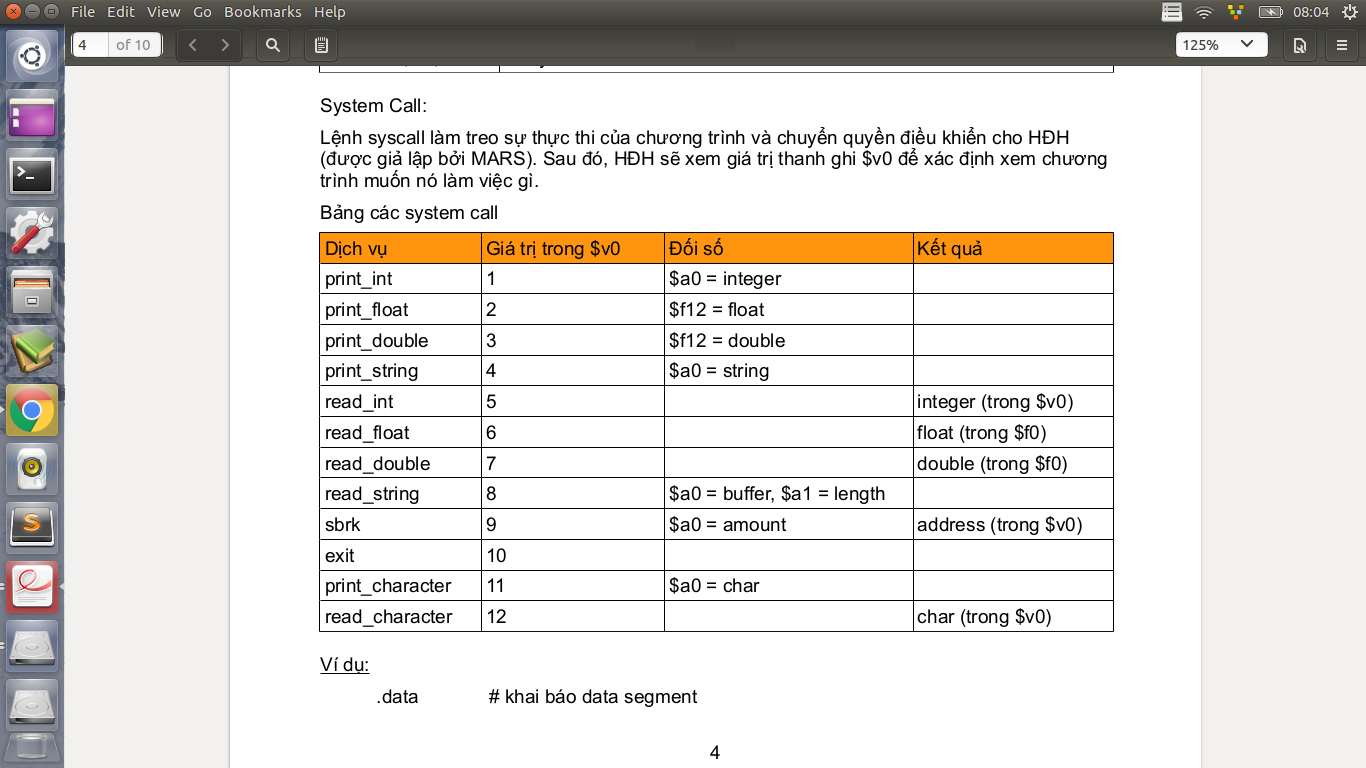 File Edit View Go Bookmarks Help 08:04
4 of 10 125%
System Call:
Lệnh syscall làm treo sự thực thi của chương trình và chuyển quyền điều khiển cho HĐH
(được giả lập bởi MARS). Sau đó, HĐH sẽ xem giá trị thanh ghi $v0 để xác định xem chương
trình muốn nó làm việc gì.
Bảng các system call
Dịch vụ Giá trị trong $v0 Đối số Kết quả
print_int 1 $a0 = integer
print_float 2 $f12 = float
print_double 3 $f12 = double
print_string 4 $a0 = string
read_int 5 integer (trong $v0)
read_float 6 float (trong $f0)
read_double 7 double (trong $f0)
read_string 8 $a0 = buffer, $a1 = length
sbrk 9 $a0 = amount address (trong $v0)
exit 10
print_character 11 $a0 = char
read_character 12 char (trong $v0)
Ví dụ:
.data # khai báo data segment
4